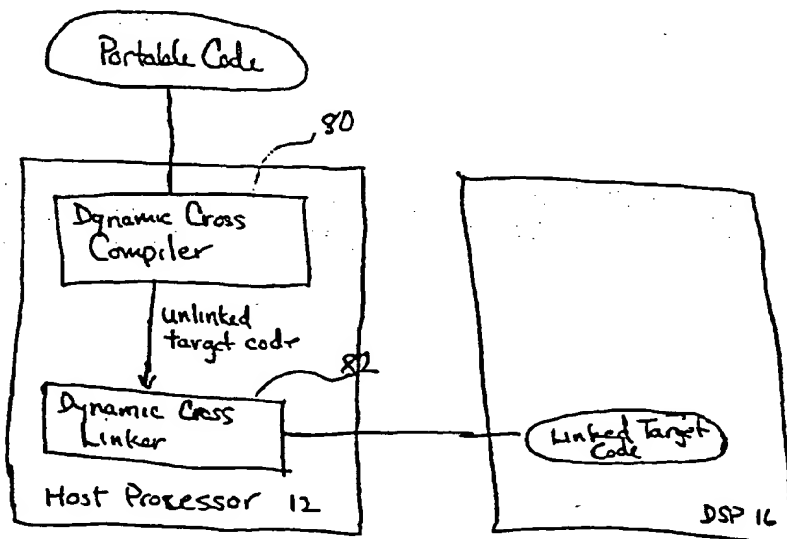 Portable Code
80
Dynamic Cross
Compiler
unlinked
target code
82
Dynamic Cross
Linker
Linked Target
Code
Host Processor 12
DSP 16